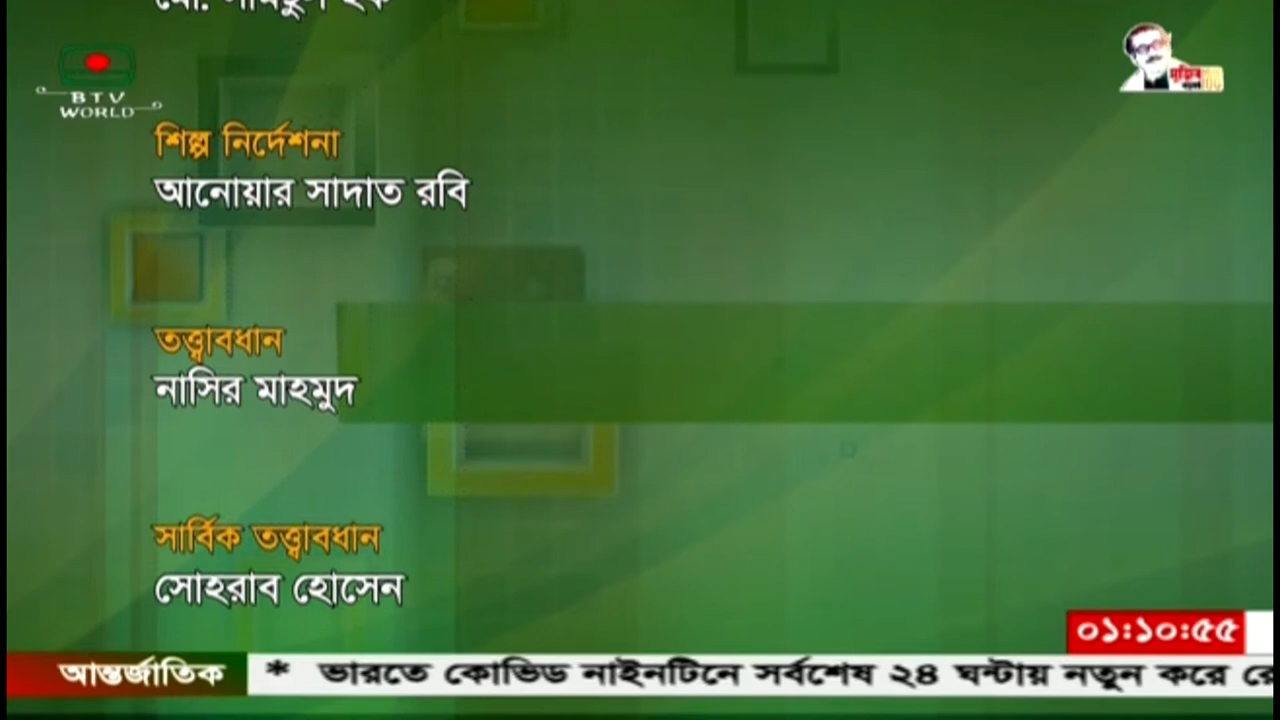 BTV
WORLD
শিল্প নির্দেশনা
আনোয়ার সাদাত রবি
তত্ত্বাবধান
নাসির মাহমুদ
সার্বিক তত্ত্বাবধান
সোহরাব হোসেন
০১:১০:৫৫
আন্তর্জাতিক * ভারতে কোভিড নাইনটিনে সর্বশেষ ২৪ ঘন্টায় নতুন করে